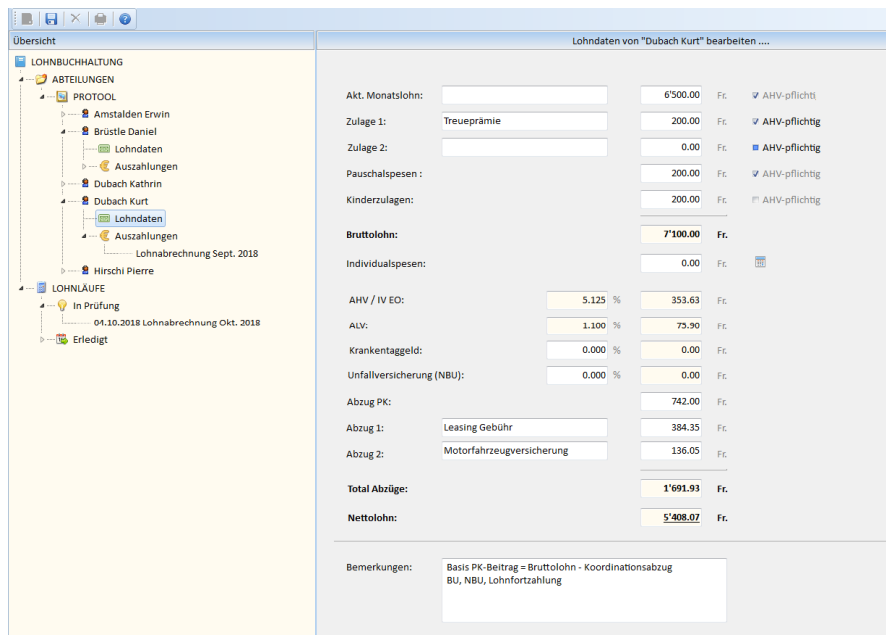 Übersicht
LOHNBUCHHALTUNG
ABTEILUNGEN
PROTOOL
Amstalden Erwin
Brüstle Daniel
Lohndaten
Auszahlungen
Dubach Kathrin
Dubach Kurt
Lohndaten
Auszahlungen
Lohnabrechnung Sept. 2018
Hirschi Pierre
LOHNLÄUFE
In Prüfung
04.10.2018 Lohnabrechnung Okt. 2018
Erledigt
Lohndaten von "Dubach Kurt" bearbeiten ....
Akt. Monatslohn: 6'500.00 Fr. AHV-pflichti
Zulage 1: Treueprämie 200.00 Fr. AHV-pflichtig
Zulage 2: 0.00 Fr. AHV-pflichtig
Pauschalspesen : 200.00 Fr. AHV-pflichtig
Kinderzulagen: 200.00 Fr. AHV-pflichtig
Bruttolohn: 7'100.00 Fr.
Individualspesen: 0.00 Fr.
AHV / IV EO: 5.125 % 353.63 Fr.
ALV: 1.100 % 75.90 Fr.
Krankentaggeld: 0.000 % 0.00 Fr.
Unfallversicherung (NBU): 0.000 % 0.00 Fr.
Abzug PK: 742.00 Fr.
Abzug 1: Leasing Gebühr 384.35 Fr.
Abzug 2: Motorfahrzeugversicherung 136.05 Fr.
Total Abzüge: 1'691.93 Fr.
Nettolohn: 5'408.07 Fr.
Bemerkungen: Basis PK-Beitrag = Bruttolohn - Koordinationsabzug
BU, NBU, Lohnfortzahlung